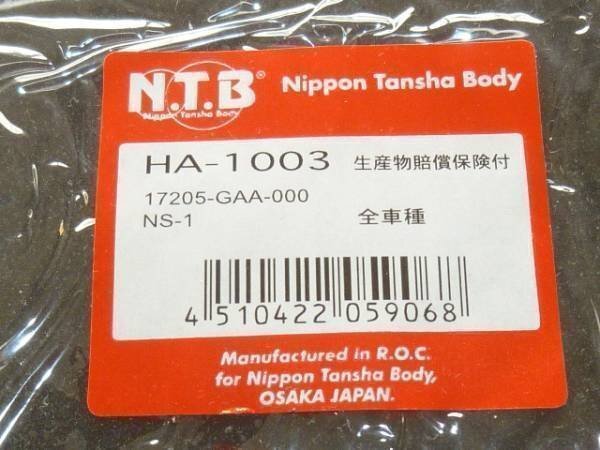 N.T.B®
Nippon Tansha Body
Nippon Tansha Body
HA-1003 生産物賠償保険付
17205-GAA-000
NS-1 全車種
4 510422 059068
Manufactured in R.O.C.
for Nippon Tansha Body,
OSAKA JAPAN.